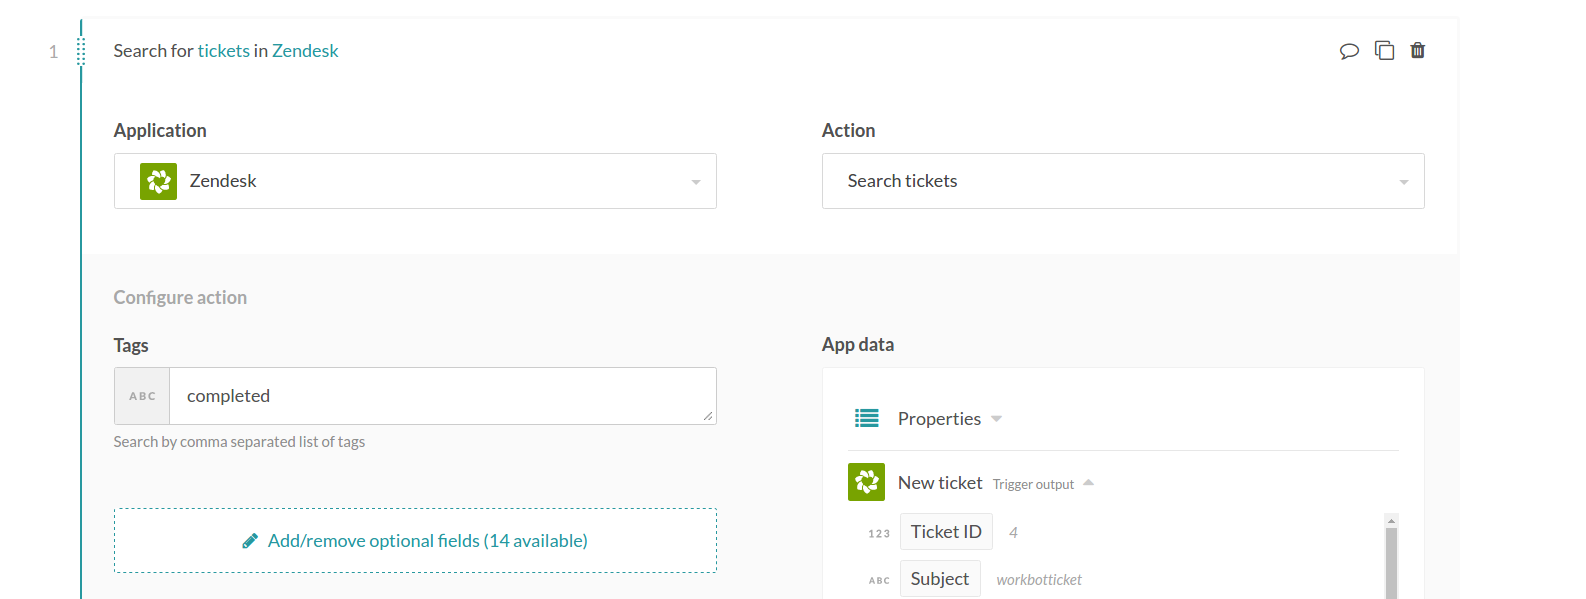 1
Search for tickets in Zendesk
Application
Action
Zendesk
Search tickets
Configure action
Tags
App data
ABC
completed
Search by comma separated list of tags
Properties
New ticket Trigger output
123 Ticket ID 4
Add/remove optional fields (14 available)
ABC Subject workbotticket